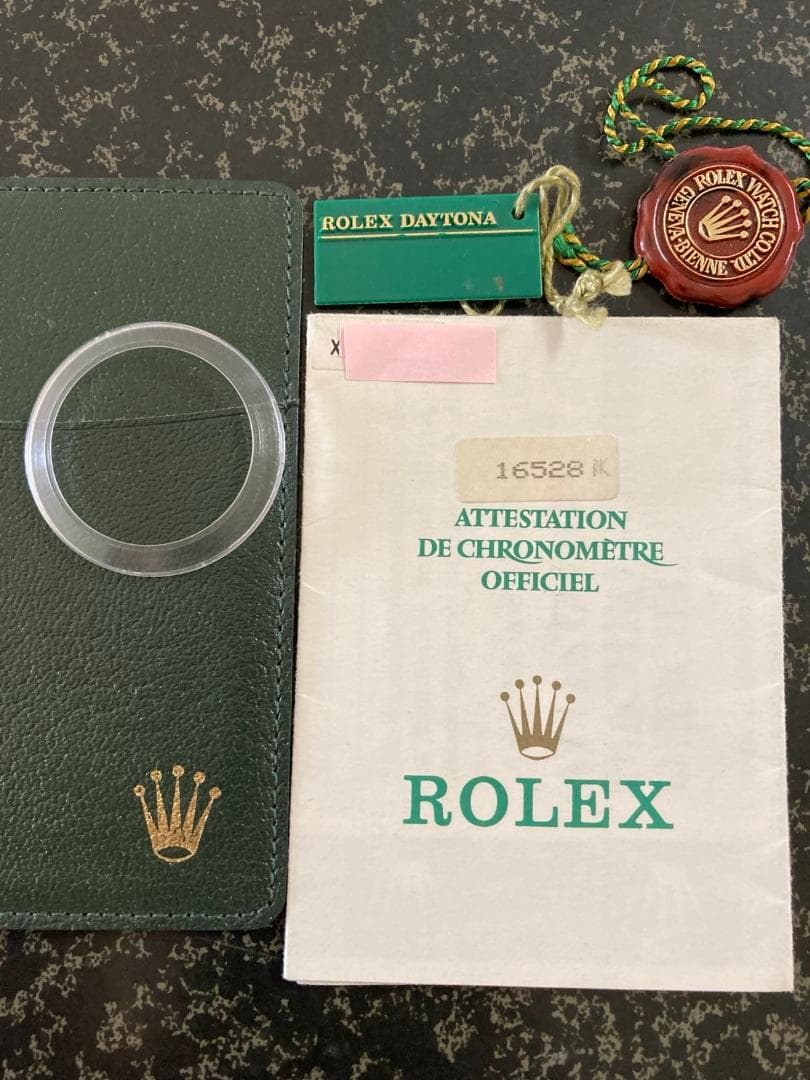 ROLEX DAYTONA
ROLEX WATCH CO LTD.
GENEVA-BIENNE
X
16528
ATTESTATION
DE CHRONOMÈTRE
OFFICIEL
ROLEX